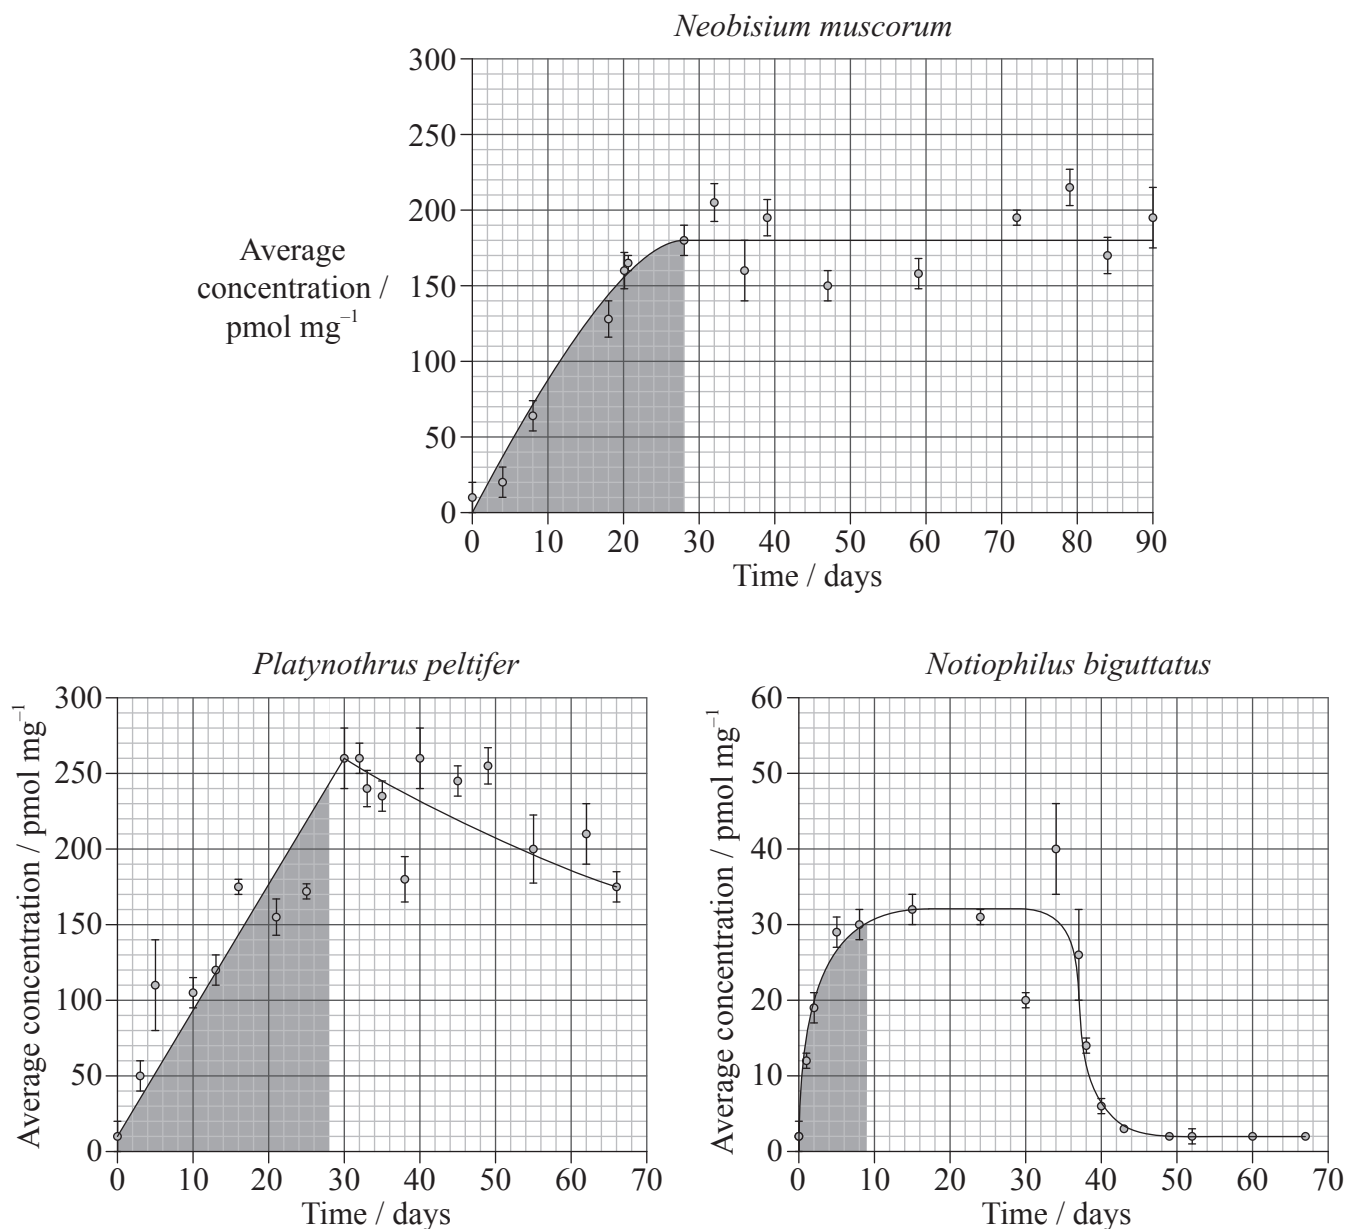 Neobisium muscorum
300
250
200
150
100
50
0
Average
concentration /
pmol mg⁻¹
0 10 20 30 40 50 60 70 80 90
Time / days
Platynothrus peltifer
300
250
200
150
100
50
0
Average concentration / pmol mg⁻¹
0 10 20 30 40 50 60 70
Time / days
Notiophilus biguttatus
60
50
40
30
20
10
0
Average concentration / pmol mg⁻¹
0 10 20 30 40 50 60 70
Time / days